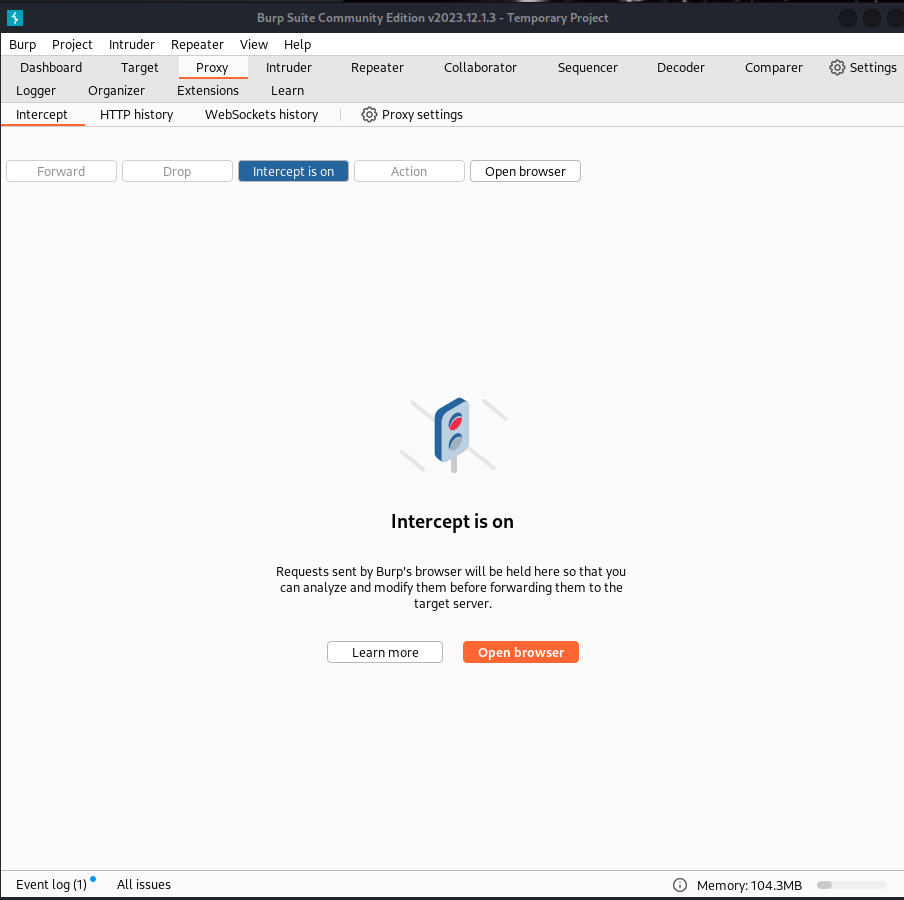 Burp Suite Community Edition v2023.12.1.3 - Temporary Project
Burp Project Intruder Repeater View Help
Dashboard Target Proxy Intruder Repeater Collaborator Sequencer Decoder Comparer Settings
Logger Organizer Extensions Learn
Intercept HTTP history WebSockets history Proxy settings
Forward Drop Intercept is on Action Open browser
Intercept is on
Requests sent by Burp's browser will be held here so that you
can analyze and modify them before forwarding them to the
target server.
Learn more Open browser
Event log (1) All issues Memory: 104.3MB